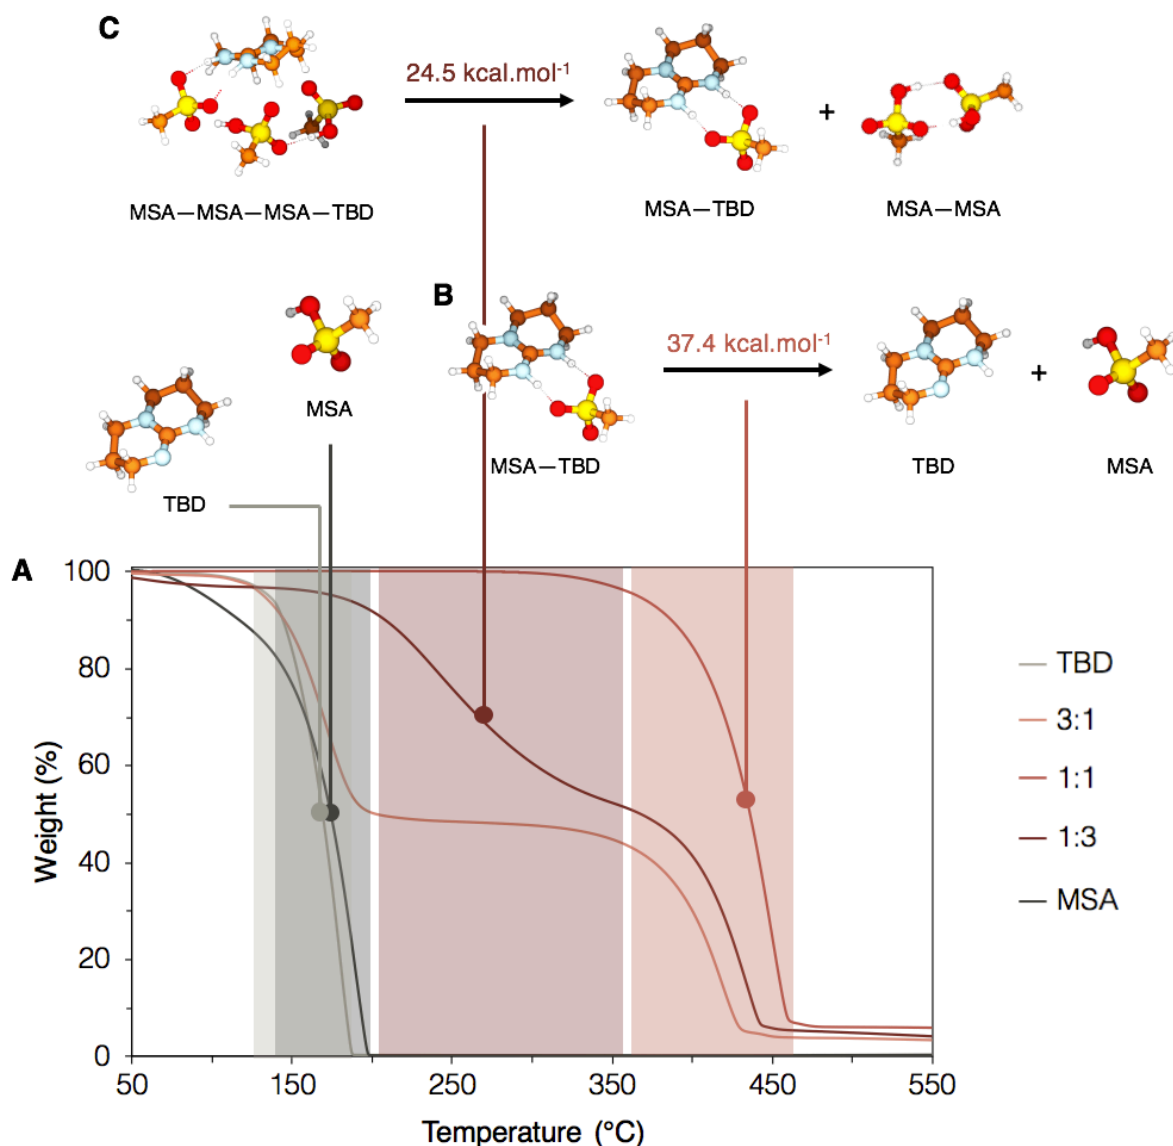 C
24.5 kcal.mol-1
+
MSA—MSA—MSA—TBD
MSA—TBD
MSA—MSA
B
37.4 kcal.mol-1
+
MSA
TBD
MSA—TBD
TBD
MSA
A
100
80
60
40
20
0
Weight (%)
50
150
250
350
450
550
Temperature (°C)
TBD
3:1
1:1
1:3
MSA